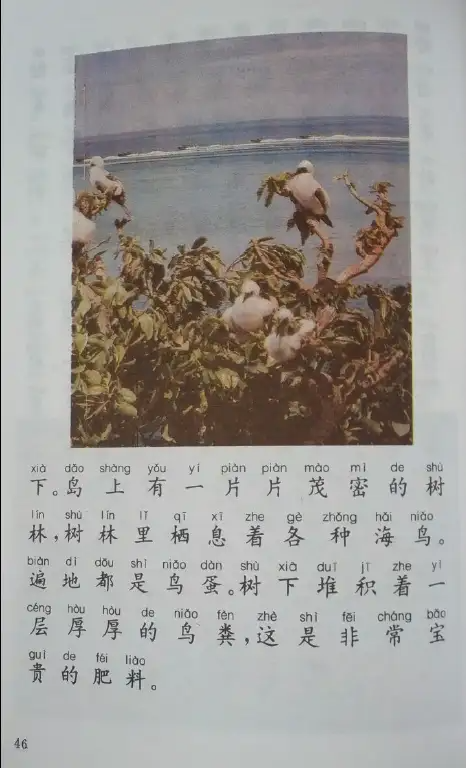 xià dǎo shàng yǒu yí piàn piàn mào mì de shù
下。岛上有一片片茂密的树
lín shù lín lǐ qī xī zhe gè zhǒng hǎi niǎo
林,树林里栖息着各种海鸟。
biàn dì dōu shì niǎo dàn shù xià duī jī zhe yì
遍地都是鸟蛋。树下堆积着一
céng hòu hòu de niǎo fèn zhè shì fēi cháng bǎo
层厚厚的鸟粪,这是非常宝
guì de féi liào
贵的肥料。
46